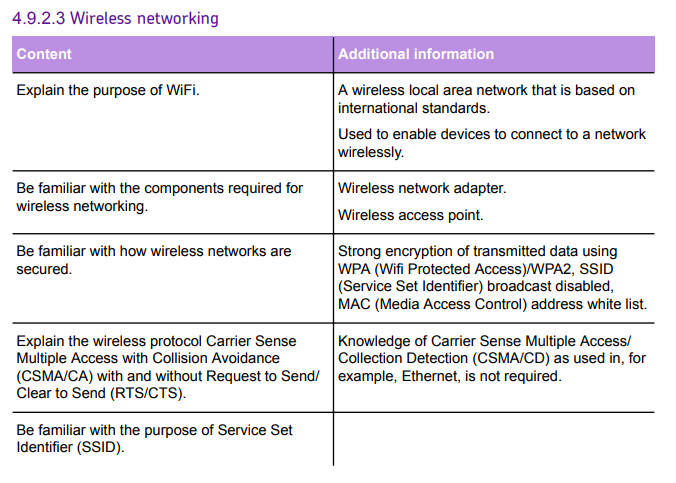 4.9.2.3 Wireless networking
Content
Additional information
Explain the purpose of WiFi.
A wireless local area network that is based on
international standards.
Used to enable devices to connect to a network
wirelessly.
Be familiar with the components required for
wireless networking.
Wireless network adapter.
Wireless access point.
Be familiar with how wireless networks are
secured.
Strong encryption of transmitted data using
WPA (Wifi Protected Access)/WPA2, SSID
(Service Set Identifier) broadcast disabled,
MAC (Media Access Control) address white list.
Explain the wireless protocol Carrier Sense
Multiple Access with Collision Avoidance
(CSMA/CA) with and without Request to Send/
Clear to Send (RTS/CTS).
Knowledge of Carrier Sense Multiple Access/
Collection Detection (CSMA/CD) as used in, for
example, Ethernet, is not required.
Be familiar with the purpose of Service Set
Identifier (SSID).